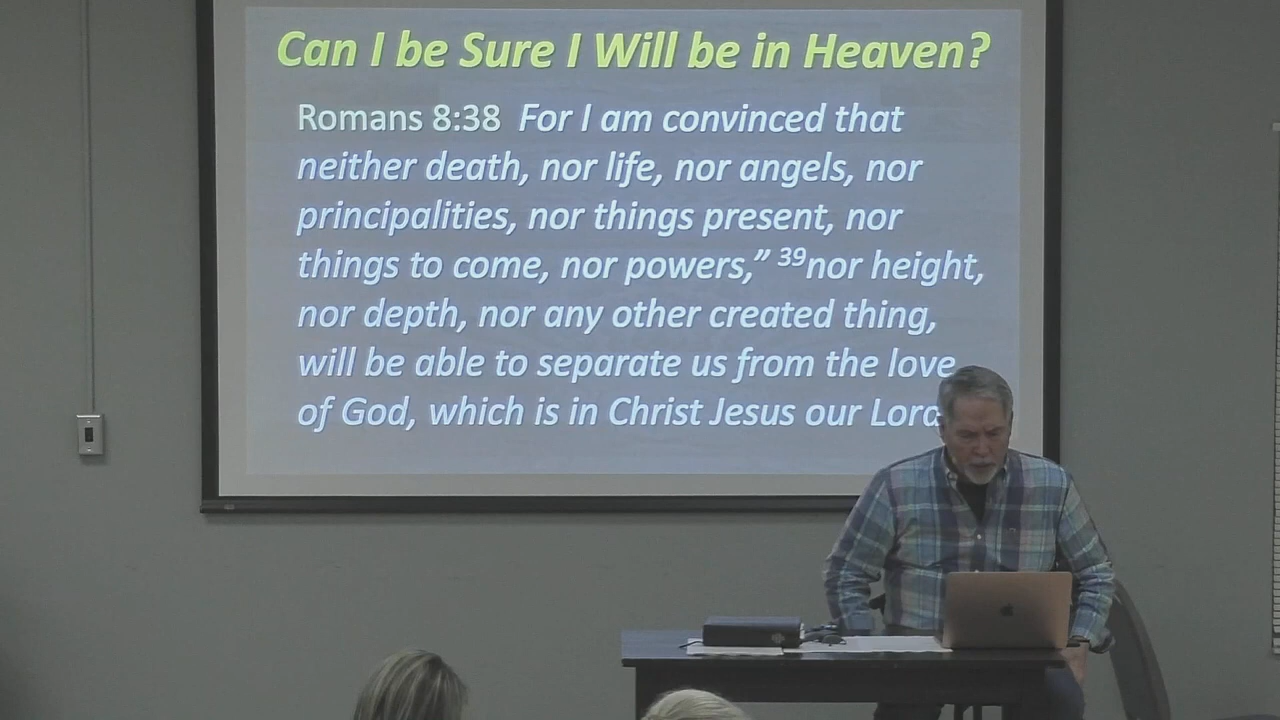 Can I be Sure I Will be in Heaven?
Romans 8:38 For I am convinced that
neither death, nor life, nor angels, nor
principalities, nor things present, nor
things to come, nor powers,” ³⁹nor height,
nor depth, nor any other created thing,
will be able to separate us from the love
of God, which is in Christ Jesus our Lord